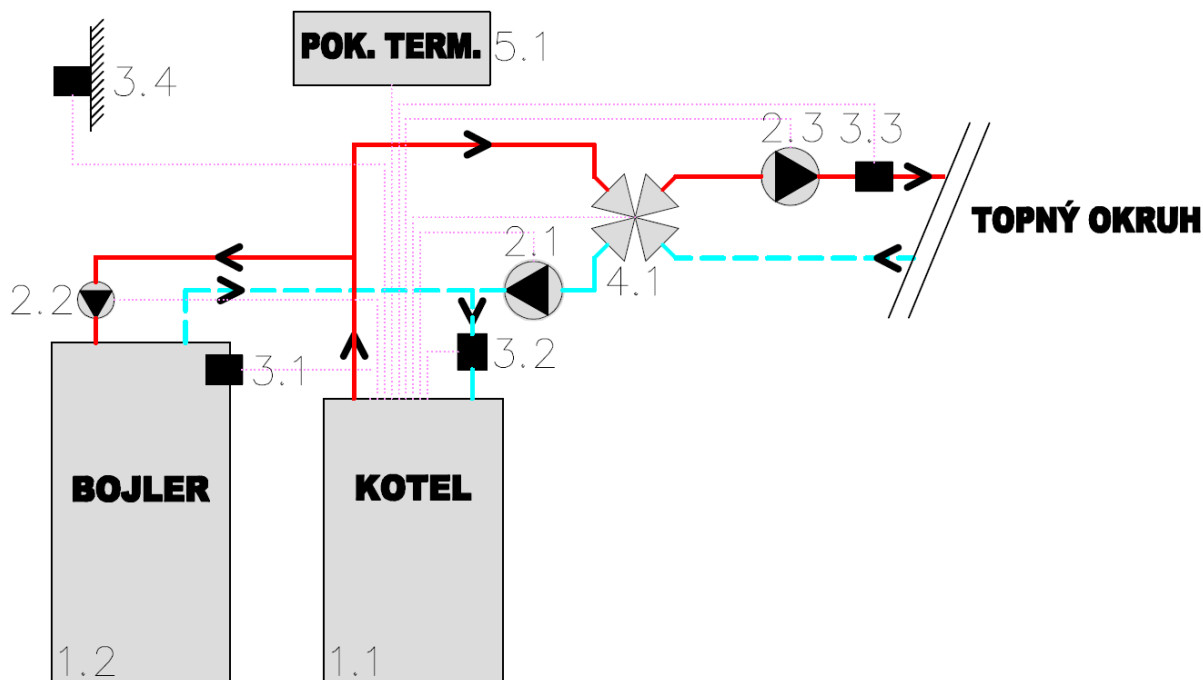 POK. TERM. 5.1
3.4
2.3 3.3
TOPNÝ OKRUH
2.1
4.1
2.2
3.1
3.2
BOJLER
KOTEL
1.2
1.1